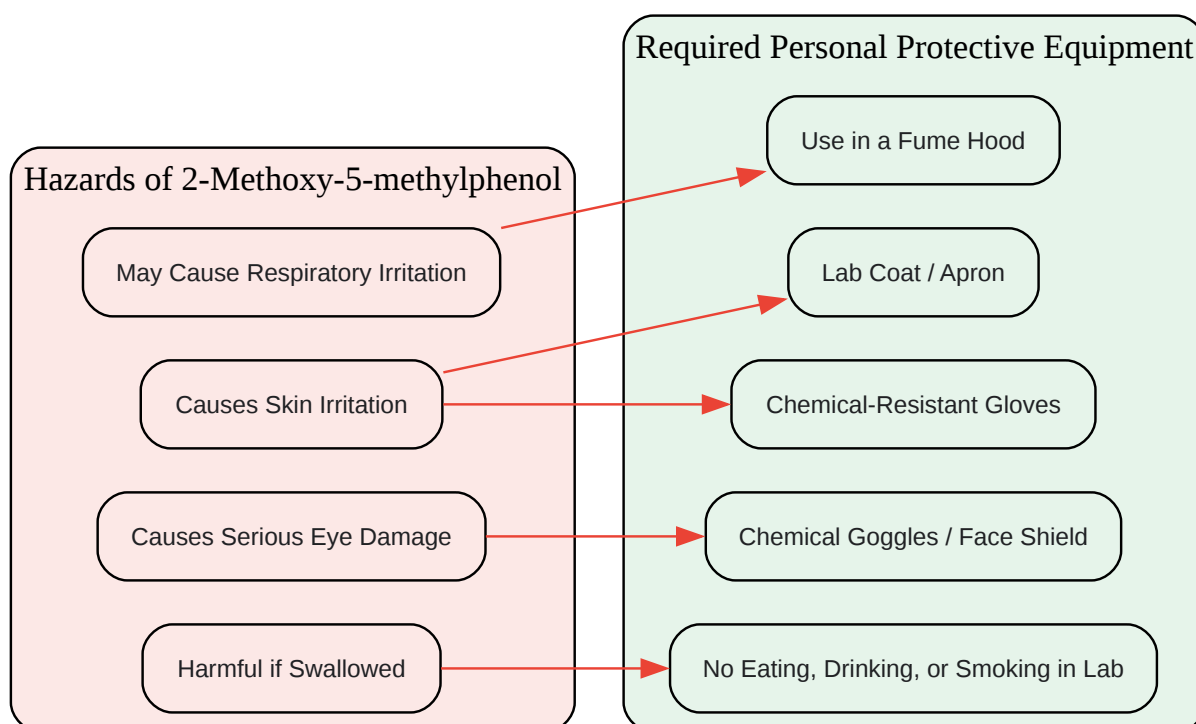 Hazards of 2-Methoxy-5-methylphenol
May Cause Respiratory Irritation
Causes Skin Irritation
Causes Serious Eye Damage
Harmful if Swallowed
Required Personal Protective Equipment
Use in a Fume Hood
Lab Coat / Apron
Chemical-Resistant Gloves
Chemical Goggles / Face Shield
No Eating, Drinking, or Smoking in Lab